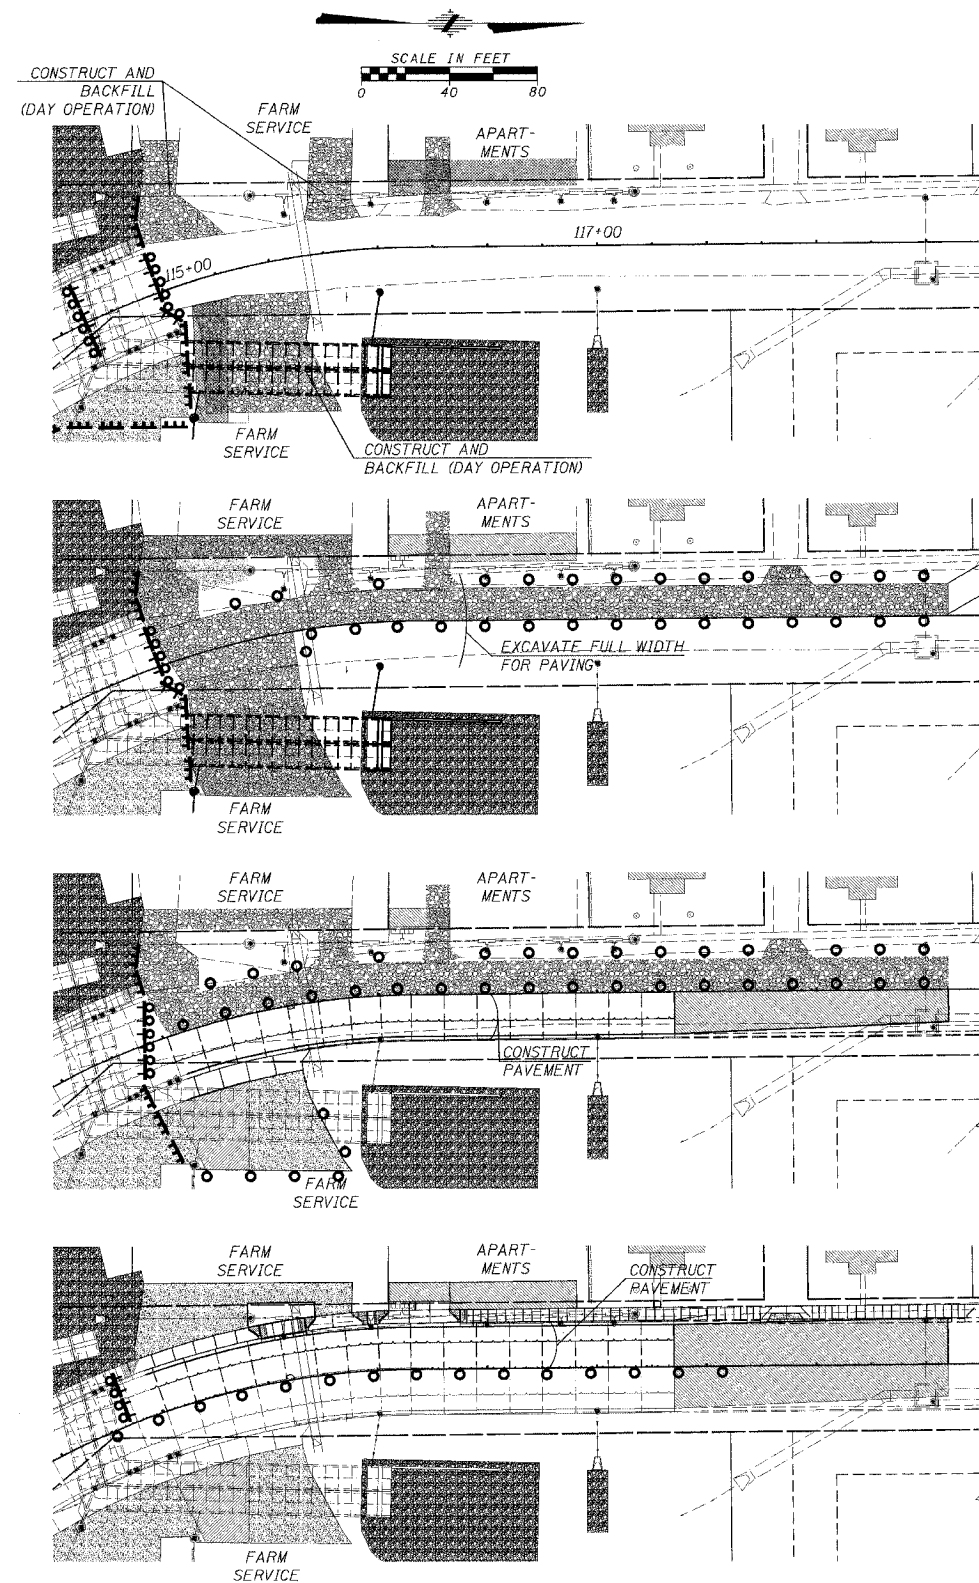 SCALE IN FEET
0 40 80
CONSTRUCT AND
BACKFILL
(DAY OPERATION)
FARM
SERVICE
APART-
MENTS
117+00
115+00
FARM
SERVICE
CONSTRUCT AND
BACKFILL (DAY OPERATION)
FARM
SERVICE
APART-
MENTS
EXCAVATE FULL WIDTH
FOR PAVING
FARM
SERVICE
FARM
SERVICE
APART-
MENTS
CONSTRUCT
PAVEMENT
FARM
SERVICE
FARM
SERVICE
APART-
MENTS
CONSTRUCT
PAVEMENT
FARM
SERVICE